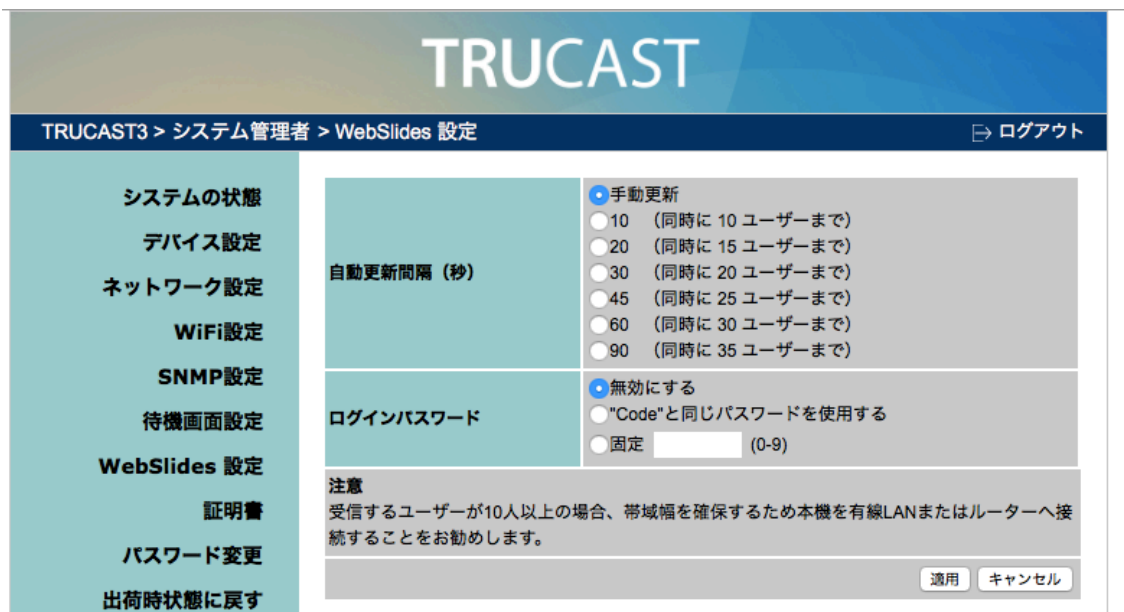 TRUCAST
TRUCAST3 > システム管理者 > WebSlides 設定
ログアウト
システムの状態
デバイス設定
ネットワーク設定
WiFi設定
SNMP設定
待機画面設定
WebSlides 設定
証明書
パスワード変更
出荷時状態に戻す
自動更新間隔（秒）
手動更新
10 （同時に 10 ユーザーまで）
20 （同時に 15 ユーザーまで）
30 （同時に 20 ユーザーまで）
45 （同時に 25 ユーザーまで）
60 （同時に 30 ユーザーまで）
90 （同時に 35 ユーザーまで）
ログインパスワード
無効にする
"Code"と同じパスワードを使用する
固定 (0-9)
注意
受信するユーザーが10人以上の場合、帯域幅を確保するため本機を有線LANまたはルーターへ接
続することをお勧めします。
適用 キャンセル